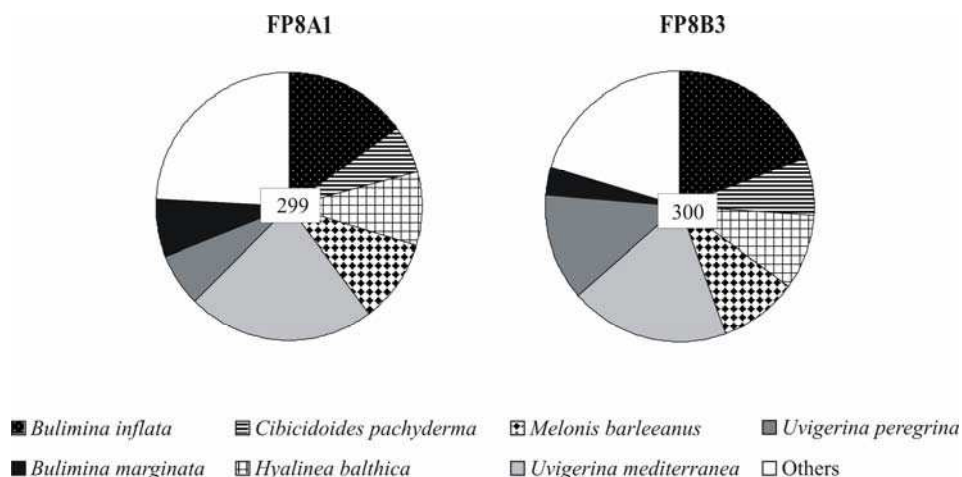 FP8A1 FP8B3
299 300
Bulimina inflata Cibicidoides pachyderma Melonis barleeanus Uvigerina peregrina
Bulimina marginata Hyalinea balthica Uvigerina mediterranea Others